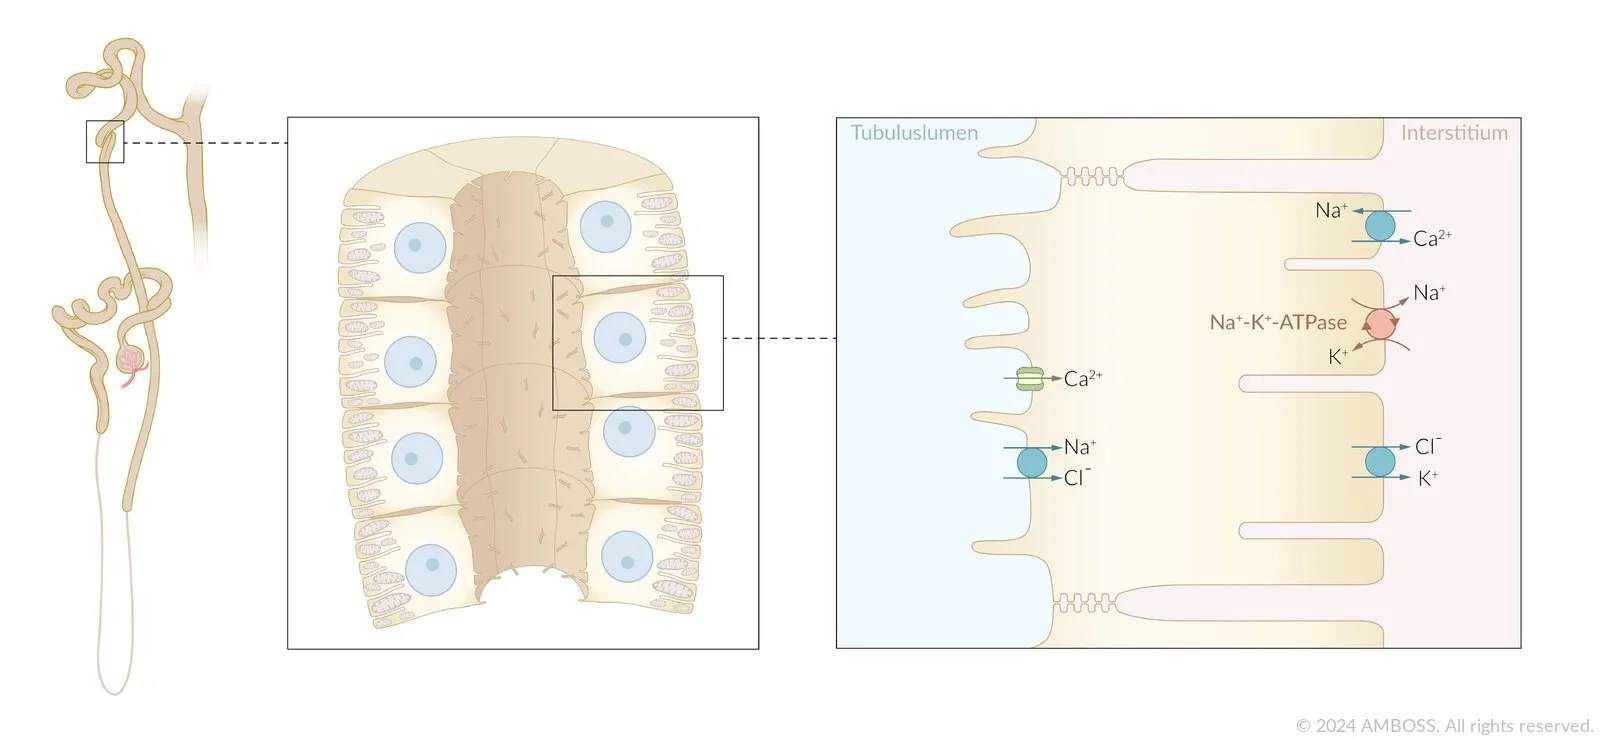 Tubuluslumen
Interstitium
Na⁺
Ca²⁺
Na⁺
Na⁺-K⁺-ATPase
K⁺
Ca²⁺
Na⁺
Cl⁻
Cl⁻
K⁺
© 2024 AMBOSS. All rights reserved.